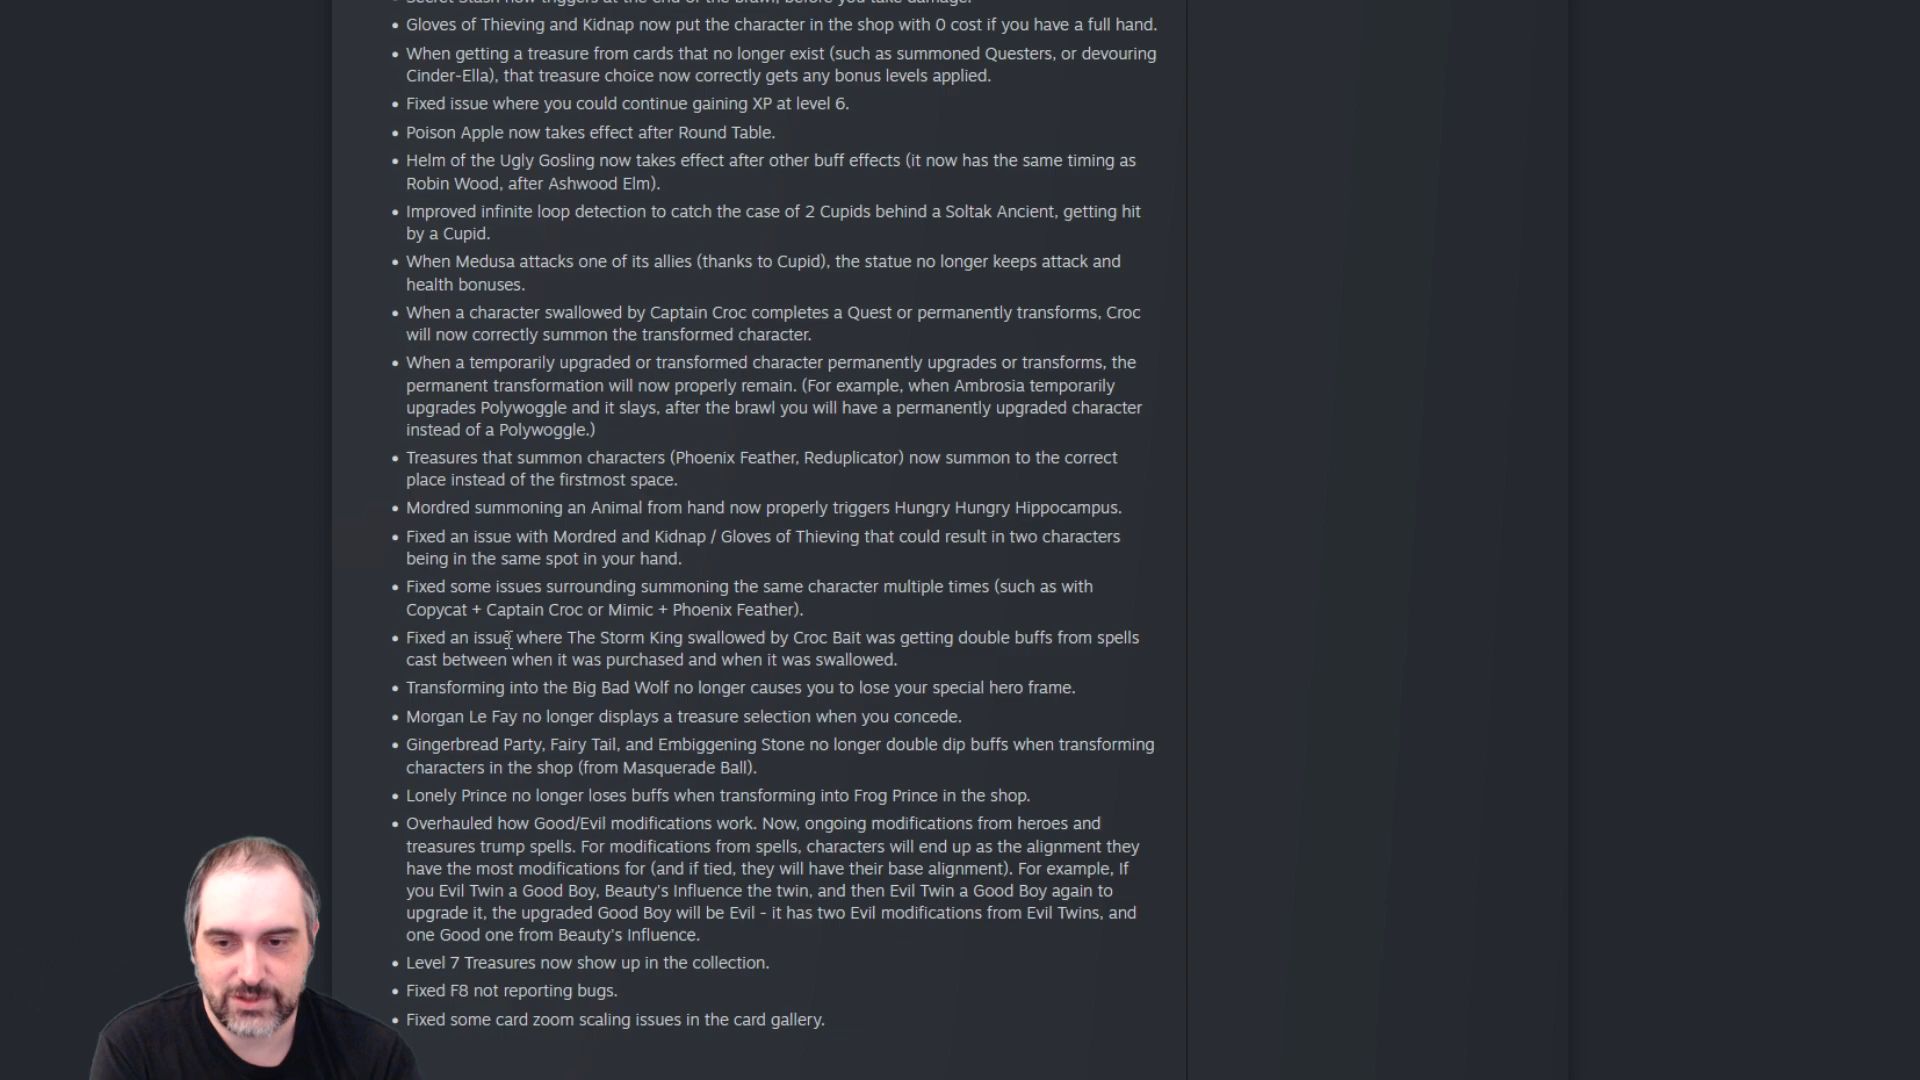 Secret Stash now triggers at the end of the brawl, before you take damage.
• Gloves of Thieving and Kidnap now put the character in the shop with 0 cost if you have a full hand.
• When getting a treasure from cards that no longer exist (such as summoned Questers, or devouring
Cinder-Ella), that treasure choice now correctly gets any bonus levels applied.
• Fixed issue where you could continue gaining XP at level 6.
• Poison Apple now takes effect after Round Table.
• Helm of the Ugly Gosling now takes effect after other buff effects (it now has the same timing as
Robin Wood, after Ashwood Elm).
• Improved infinite loop detection to catch the case of 2 Cupids behind a Soltak Ancient, getting hit
by a Cupid.
• When Medusa attacks one of its allies (thanks to Cupid), the statue no longer keeps attack and
health bonuses.
• When a character swallowed by Captain Croc completes a Quest or permanently transforms, Croc
will now correctly summon the transformed character.
• When a temporarily upgraded or transformed character permanently upgrades or transforms, the
permanent transformation will now properly remain. (For example, when Ambrosia temporarily
upgrades Polywoggle and it slays, after the brawl you will have a permanently upgraded character
instead of a Polywoggle.)
• Treasures that summon characters (Phoenix Feather, Reduplicator) now summon to the correct
place instead of the firstmost space.
• Mordred summoning an Animal from hand now properly triggers Hungry Hungry Hippocampus.
• Fixed an issue with Mordred and Kidnap / Gloves of Thieving that could result in two characters
being in the same spot in your hand.
• Fixed some issues surrounding summoning the same character multiple times (such as with
Copycat + Captain Croc or Mimic + Phoenix Feather).
• Fixed an issue where The Storm King swallowed by Croc Bait was getting double buffs from spells
cast between when it was purchased and when it was swallowed.
• Transforming into the Big Bad Wolf no longer causes you to lose your special hero frame.
• Morgan Le Fay no longer displays a treasure selection when you concede.
• Gingerbread Party, Fairy Tail, and Embiggening Stone no longer double dip buffs when transforming
characters in the shop (from Masquerade Ball).
• Lonely Prince no longer loses buffs when transforming into Frog Prince in the shop.
• Overhauled how Good/Evil modifications work. Now, ongoing modifications from heroes and
treasures trump spells. For modifications from spells, characters will end up as the alignment they
have the most modifications for (and if tied, they will have their base alignment). For example, If
you Evil Twin a Good Boy, Beauty's Influence the twin, and then Evil Twin a Good Boy again to
upgrade it, the upgraded Good Boy will be Evil - it has two Evil modifications from Evil Twins, and
one Good one from Beauty's Influence.
• Level 7 Treasures now show up in the collection.
• Fixed F8 not reporting bugs.
• Fixed some card zoom scaling issues in the card gallery.